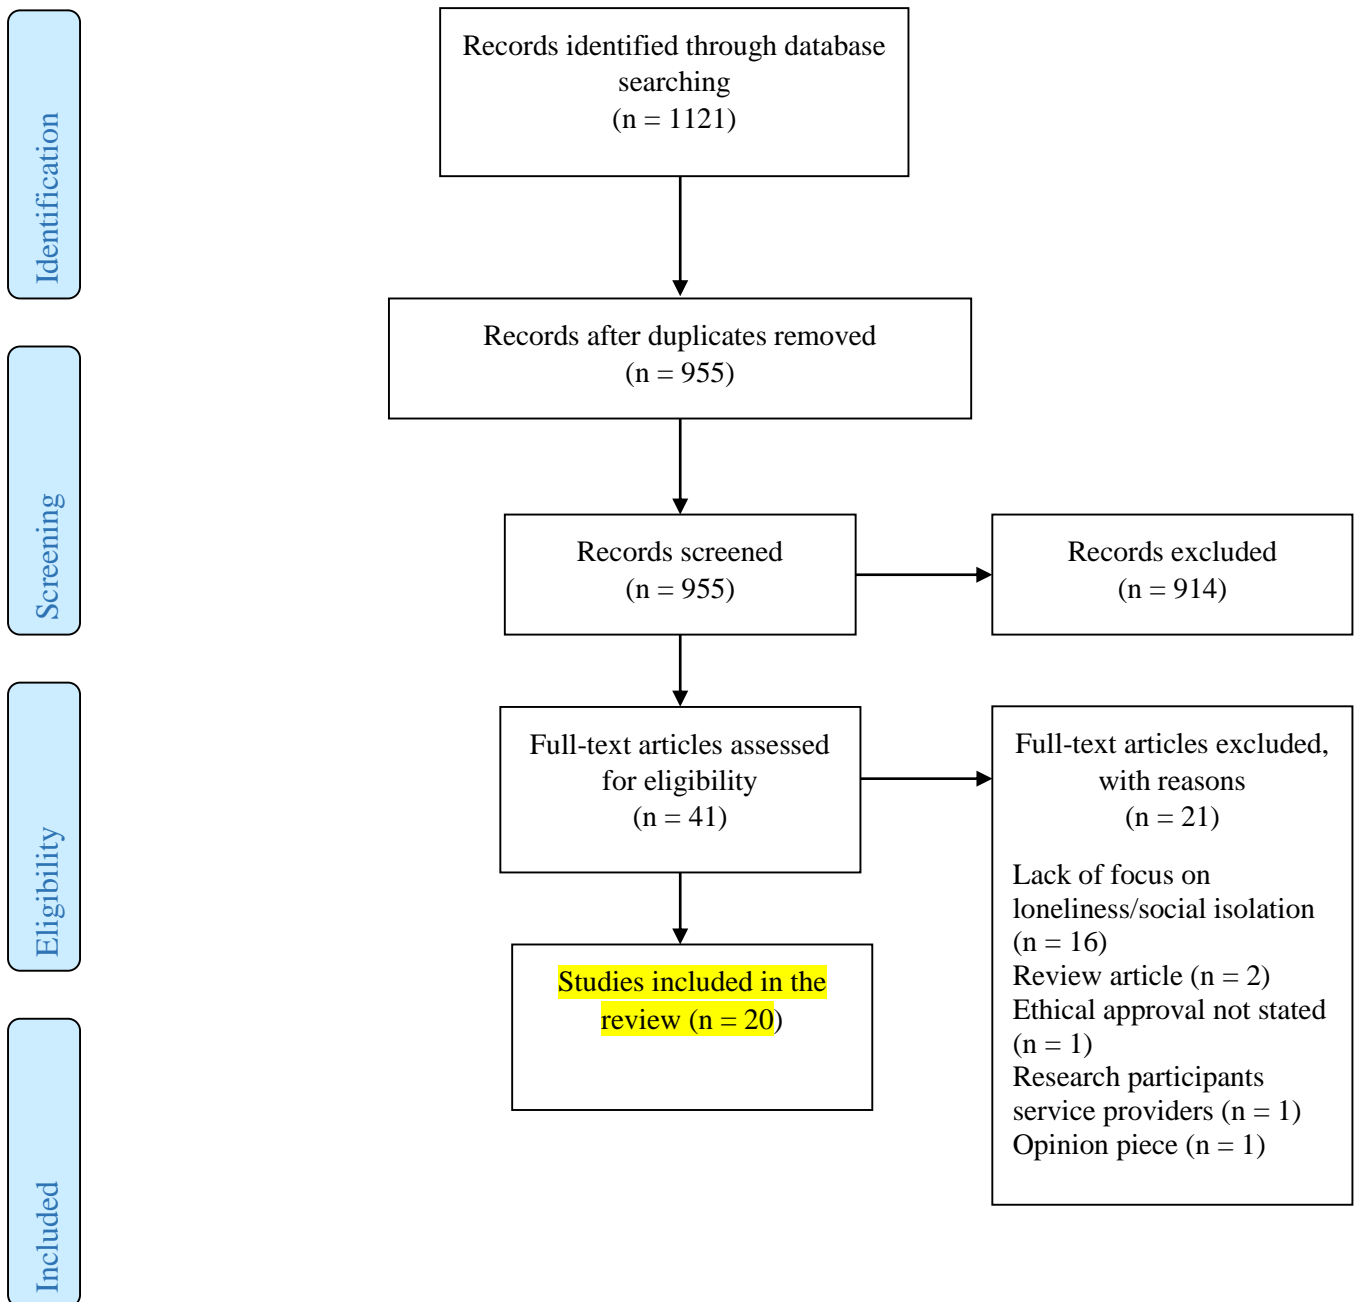 Identification
Records identified through database
searching
(n = 1121)
Records after duplicates removed
(n = 955)
Screening
Records screened
(n = 955)
Records excluded
(n = 914)
Eligibility
Full-text articles assessed
for eligibility
(n = 41)
Full-text articles excluded,
with reasons
(n = 21)
Lack of focus on
loneliness/social isolation
(n = 16)
Review article (n = 2)
Ethical approval not stated
(n = 1)
Research participants
service providers (n = 1)
Opinion piece (n = 1)
Studies included in the
review (n = 20)
Included